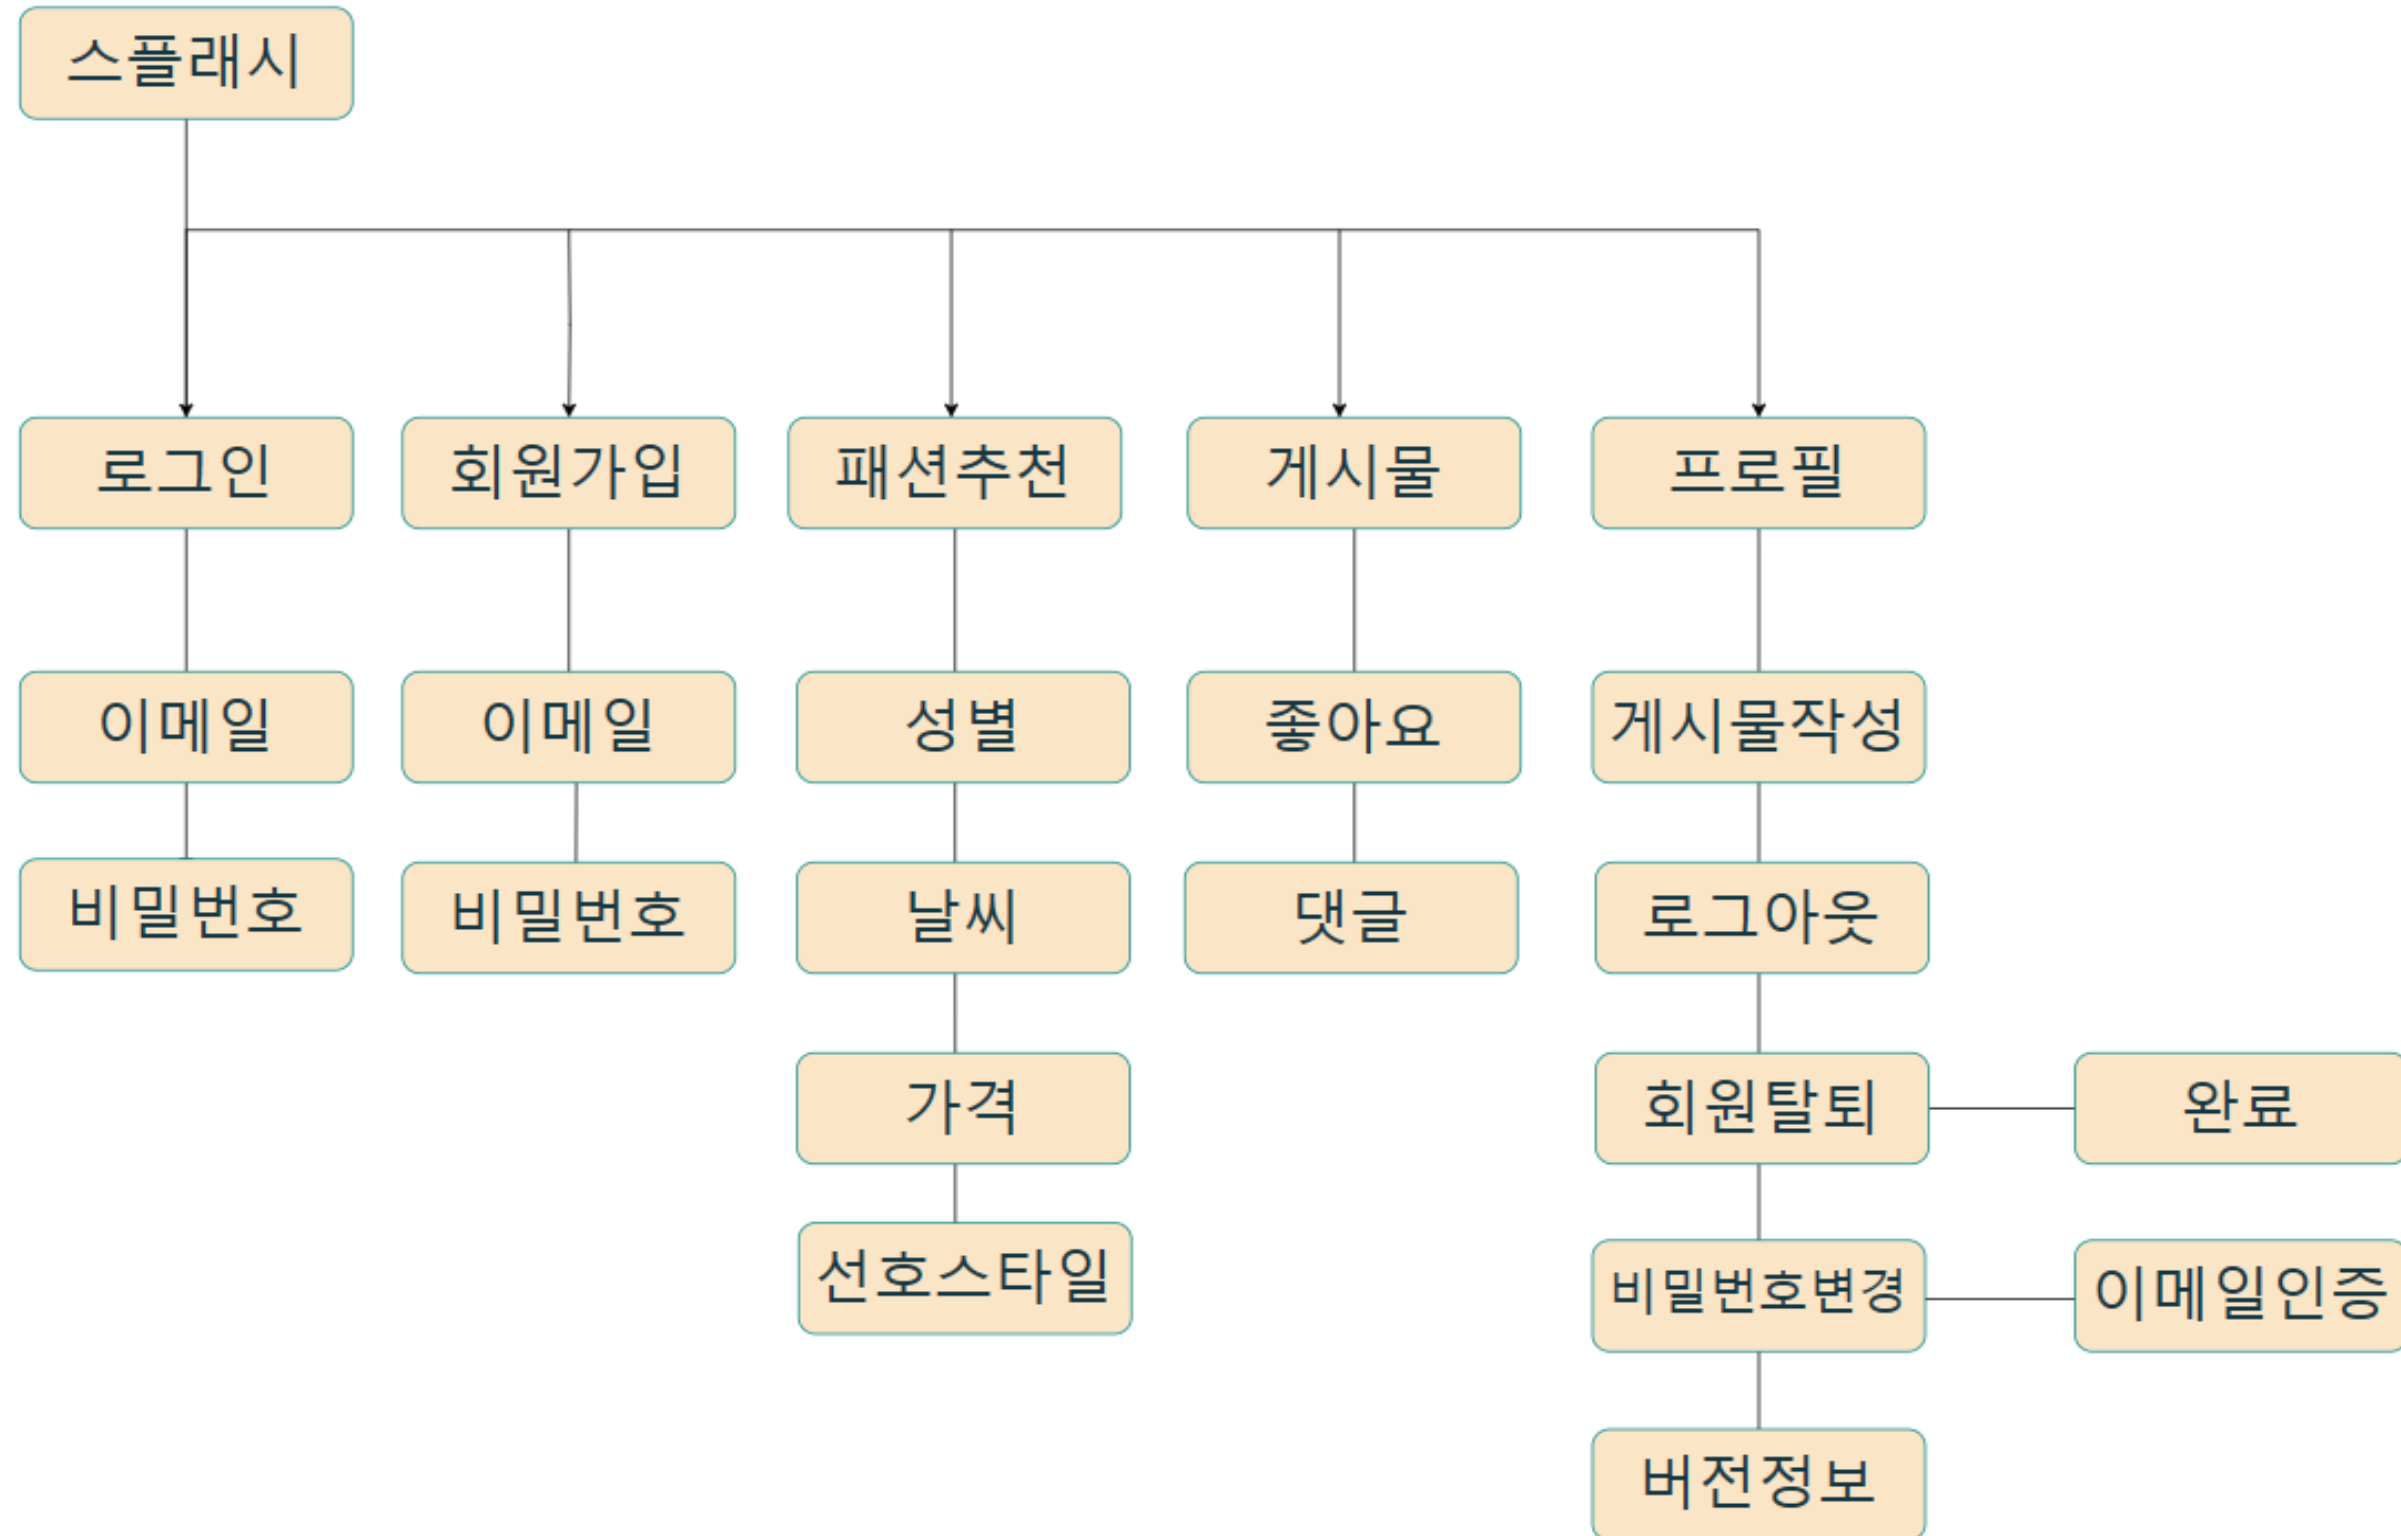 스플래시
로그인
회원가입
패션추천
게시물
프로필
이메일
이메일
성별
좋아요
게시물작성
비밀번호
비밀번호
날씨
댓글
로그아웃
가격
회원탈퇴
완료
선호스타일
비밀번호변경
이메일인증
버전정보